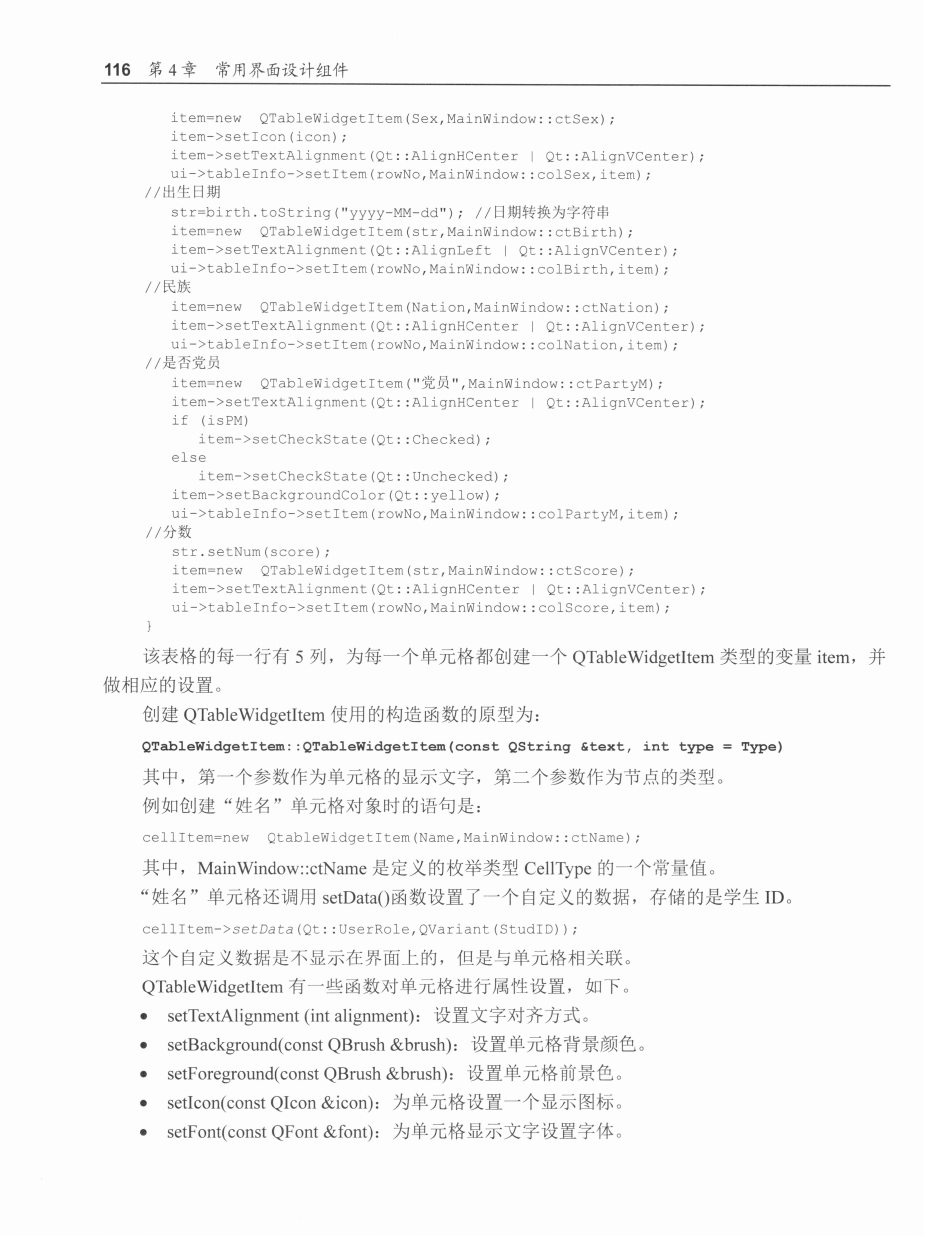 116 第 4 章 常用界面设计组件
item=new  QTableWidgetItem(Sex,MainWindow::ctSex);
item->setIcon(icon);
item->setTextAlignment(Qt::AlignHCenter | Qt::AlignVCenter);
ui->tableInfo->setItem(rowNo,MainWindow::colSex,item);
//出生日期
str=birth.toString("yyyy-MM-dd"); //日期转换为字符串
item=new  QTableWidgetItem(str,MainWindow::ctBirth);
item->setTextAlignment(Qt::AlignLeft | Qt::AlignVCenter);
ui->tableInfo->setItem(rowNo,MainWindow::colBirth,item);
//民族
item=new  QTableWidgetItem(Nation,MainWindow::ctNation);
item->setTextAlignment(Qt::AlignHCenter | Qt::AlignVCenter);
ui->tableInfo->setItem(rowNo,MainWindow::colNation,item);
//是否党员
item=new  QTableWidgetItem("党员",MainWindow::ctPartyM);
item->setTextAlignment(Qt::AlignHCenter | Qt::AlignVCenter);
if (isPM)
item->setCheckState(Qt::Checked);
else
item->setCheckState(Qt::Unchecked);
item->setBackgroundColor(Qt::yellow);
ui->tableInfo->setItem(rowNo,MainWindow::colPartyM,item);
//分数
str.setNum(score);
item=new  QTableWidgetItem(str,MainWindow::ctScore);
item->setTextAlignment(Qt::AlignHCenter | Qt::AlignVCenter);
ui->tableInfo->setItem(rowNo,MainWindow::colScore,item);
}
该表格的每一行有 5 列，为每一个单元格都创建一个 QTableWidgetItem 类型的变量 item，并
做相应的设置。
创建 QTableWidgetItem 使用的构造函数的原型为：
QTableWidgetItem::QTableWidgetItem(const QString &text, int type = Type)
其中，第一个参数作为单元格的显示文字，第二个参数作为节点的类型。
例如创建“姓名”单元格对象时的语句是：
cellItem=new  QtableWidgetItem(Name,MainWindow::ctName);
其中，MainWindow::ctName 是定义的枚举类型 CellType 的一个常量值。
“姓名”单元格还调用 setData()函数设置了一个自定义的数据，存储的是学生 ID。
cellItem->setData(Qt::UserRole,QVariant(StudID));
这个自定义数据是不显示在界面上的，但是与单元格相关联。
QTableWidgetItem 有一些函数对单元格进行属性设置，如下。
● setTextAlignment (int alignment)：设置文字对齐方式。
● setBackground(const QBrush &brush)：设置单元格背景颜色。
● setForeground(const QBrush &brush)：设置单元格前景色。
● setIcon(const QIcon &icon)：为单元格设置一个显示图标。
● setFont(const QFont &font)：为单元格显示文字设置字体。